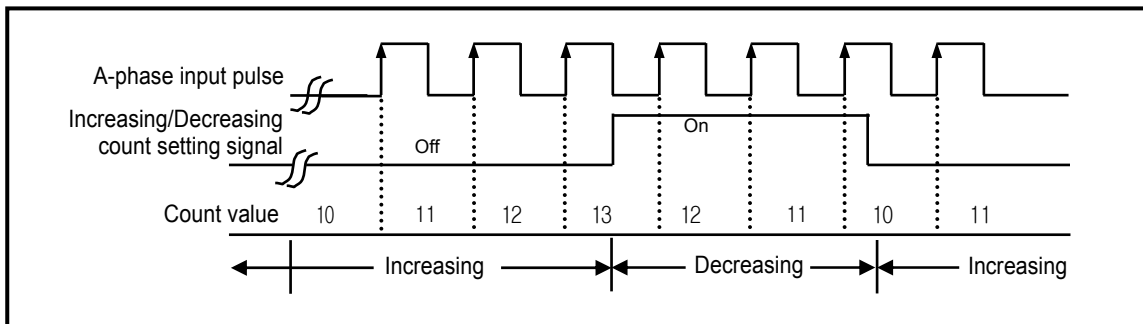 A-phase input pulse
Increasing/Decreasing
count setting signal
Off
On
Count value 10 11 12 13 12 11 10 11
Increasing Decreasing Increasing